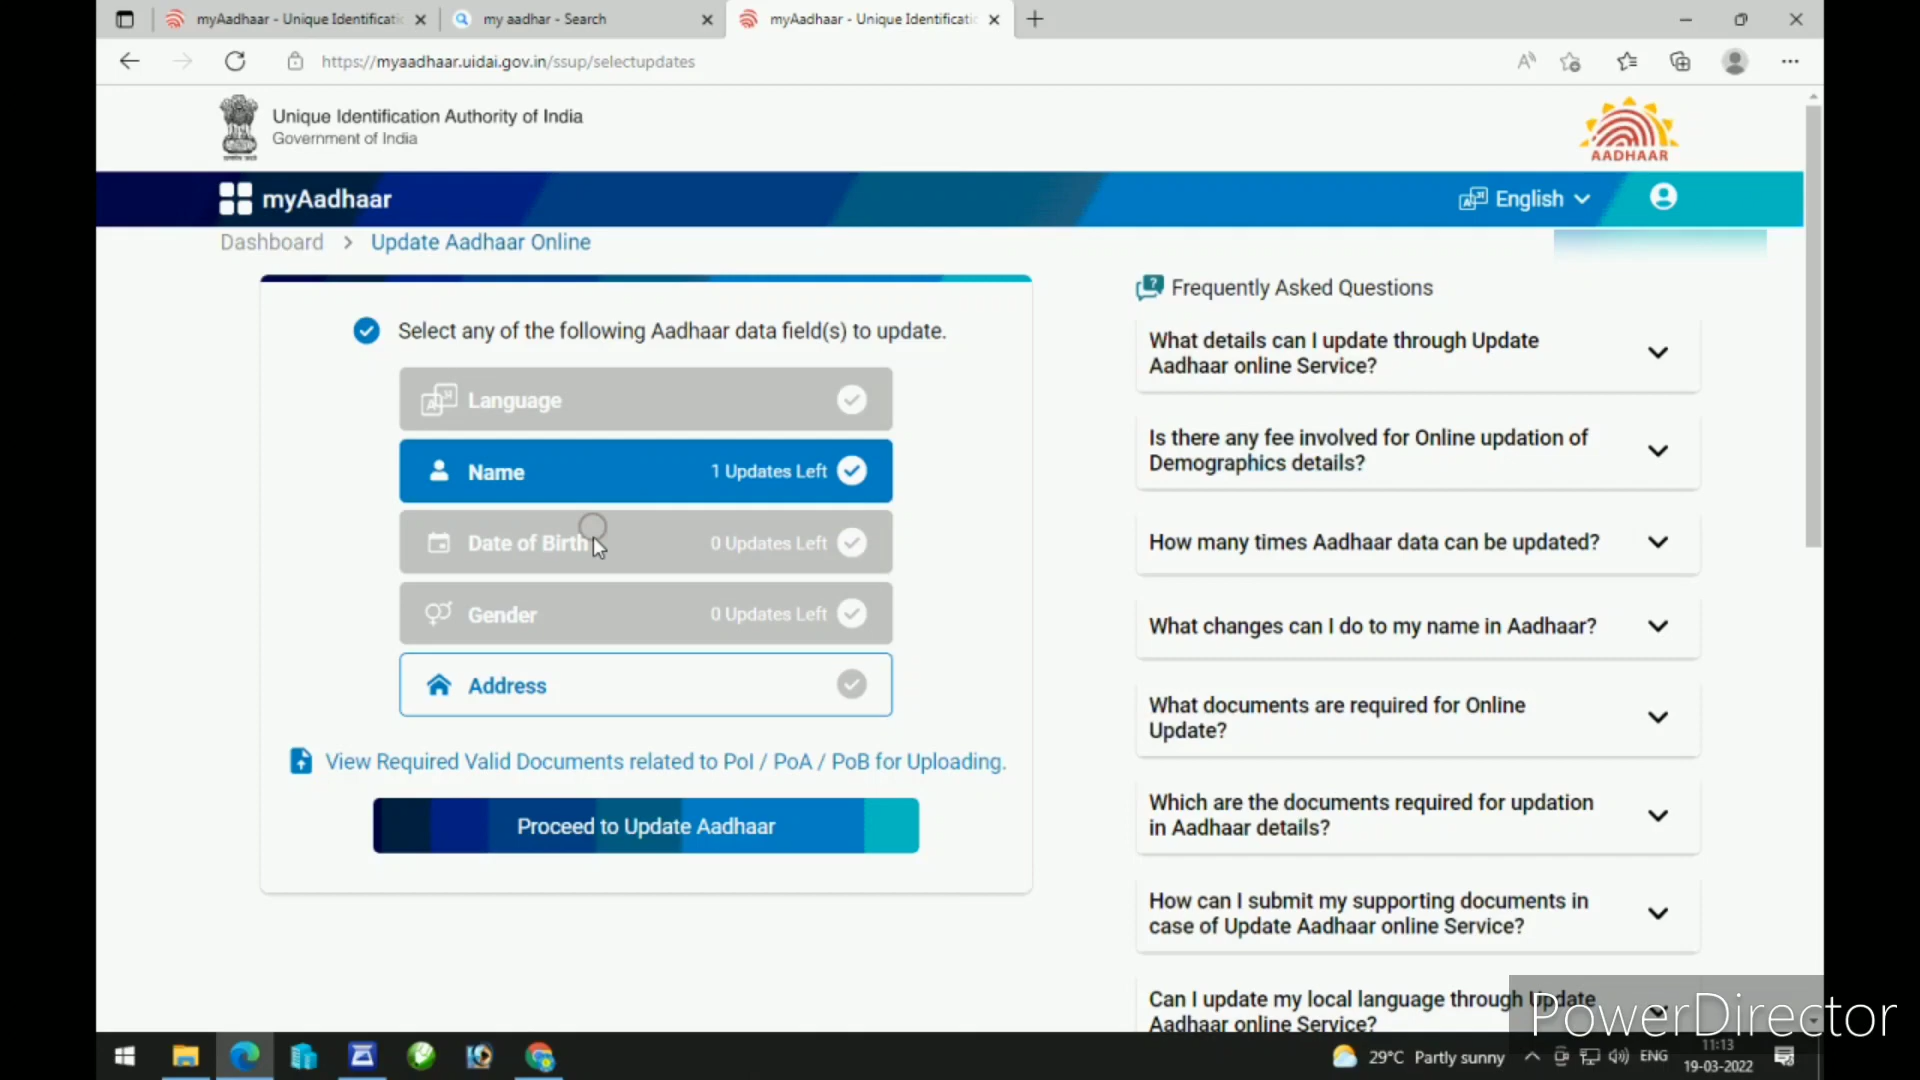 myAadhaar - Unique Identificatic
my aadhar - Search
myAadhaar - Unique Identificatic
https://myaadhaar.uidai.gov.in/ssup/selectupdates
Unique Identification Authority of India
Government of India
AADHAAR
myAadhaar
English
Dashboard > Update Aadhaar Online
Select any of the following Aadhaar data field(s) to update.
Language
Name 1 Updates Left
Date of Birth 0 Updates Left
Gender 0 Updates Left
Address
View Required Valid Documents related to PoI / PoA / PoB for Uploading.
Proceed to Update Aadhaar
Frequently Asked Questions
What details can I update through Update
Aadhaar online Service?
Is there any fee involved for Online updation of
Demographics details?
How many times Aadhaar data can be updated?
What changes can I do to my name in Aadhaar?
What documents are required for Online
Update?
Which are the documents required for updation
in Aadhaar details?
How can I submit my supporting documents in
case of Update Aadhaar online Service?
Can I update my local language through Update
Aadhaar online Service?
PowerDirector
29°C Partly sunny
ENG
11:13
19-03-2022